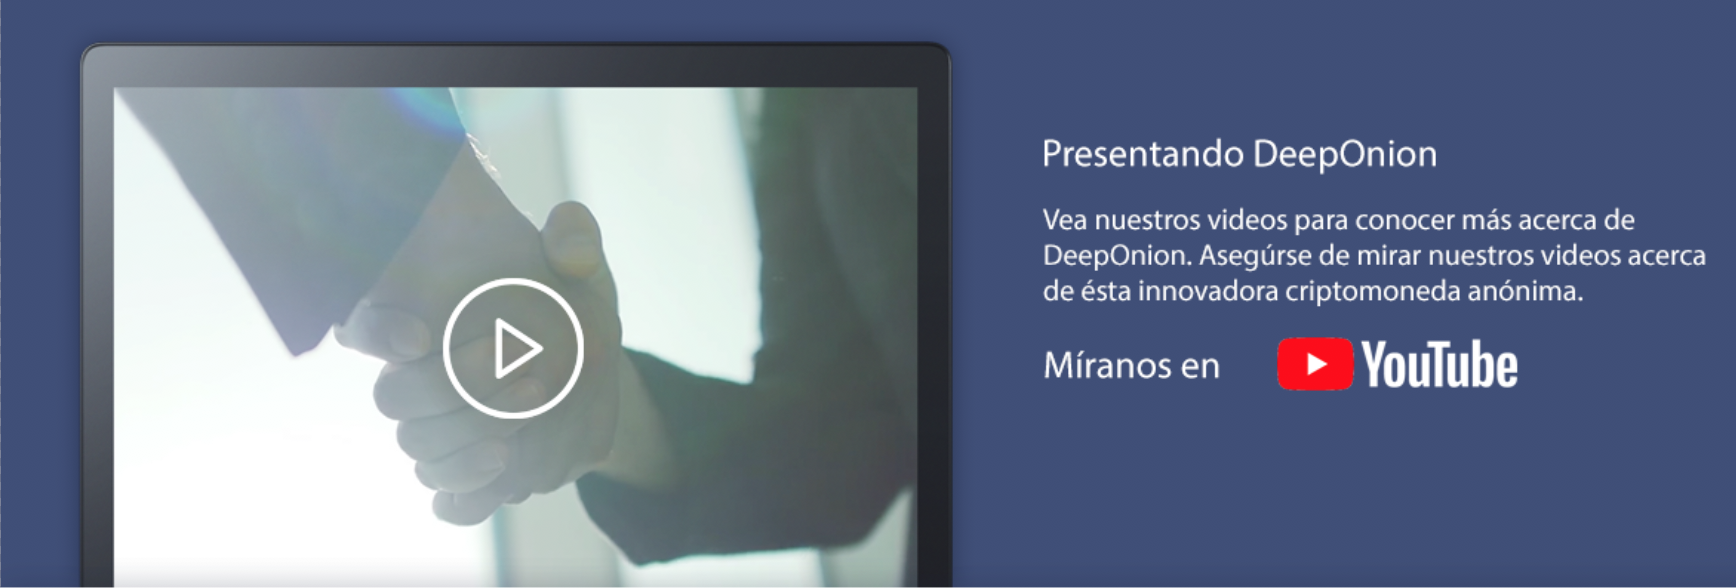 Presentando DeepOnion
Vea nuestros videos para conocer más acerca de
DeepOnion. Asegúrse de mirar nuestros videos acerca
de ésta innovadora criptomoneda anónima.
Míranos en YouTube